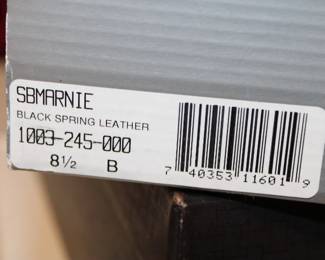 SBMARNIE
BLACK SPRING LEATHER
1003-245-000
8½ B
7 40353 11601 9